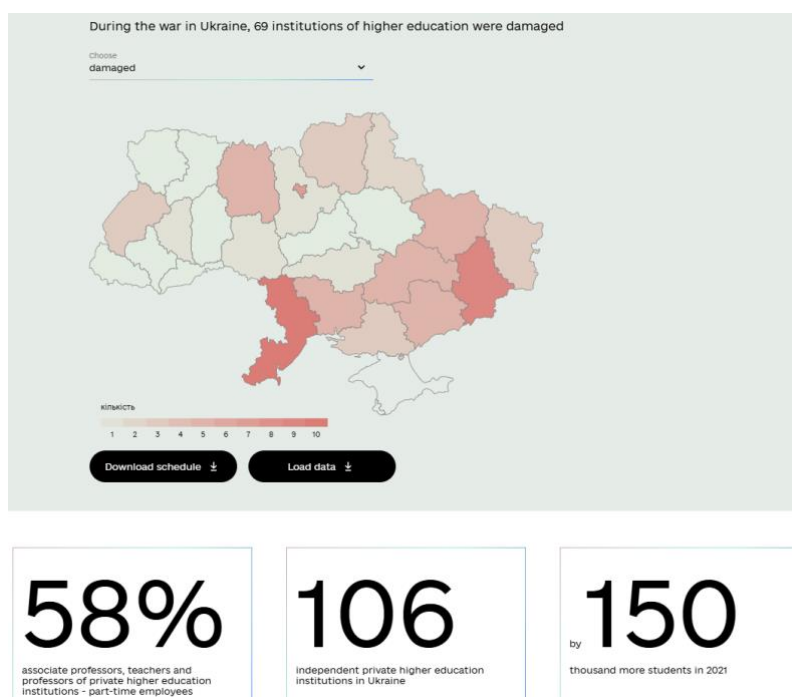 During the war in Ukraine, 69 institutions of higher education were damaged
Choose
damaged
кількість
1 2 3 4 5 6 7 8 9 10
Download schedule
Load data
58%
associate professors, teachers and
professors of private higher education
institutions - part-time employees
106
independent private higher education
institutions in Ukraine
by 150
thousand more students in 2021